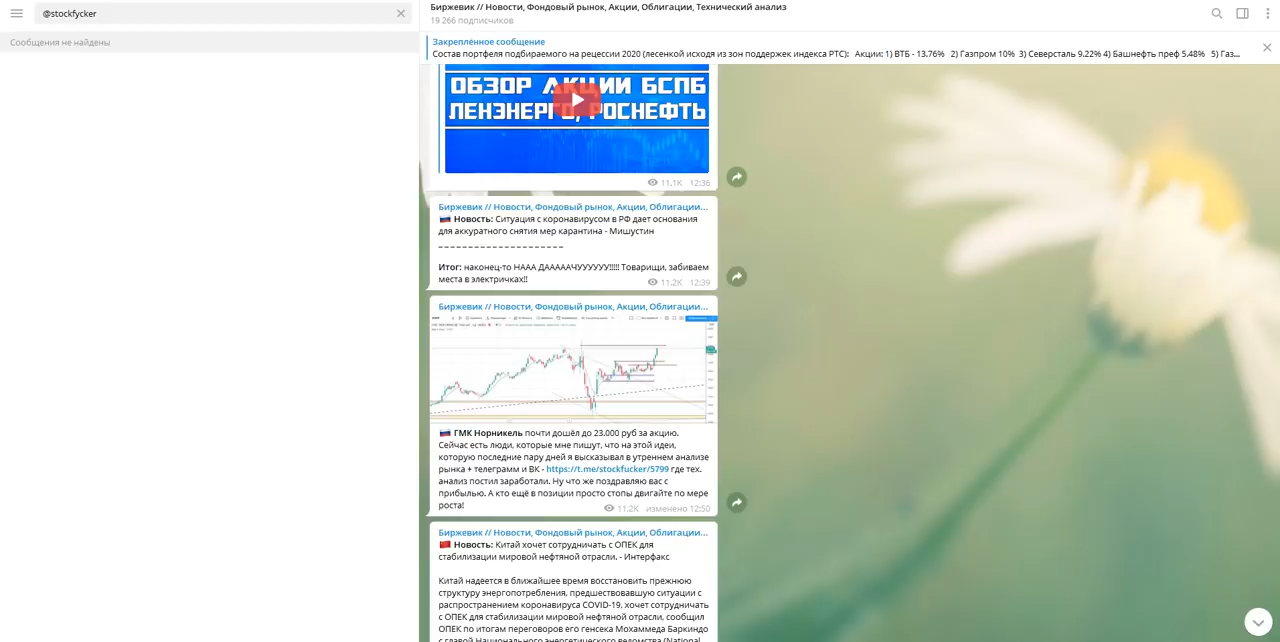 @stockfycker
Сообщения не найдены
Биржевик // Новости, Фондовый рынок, Акции, Облигации, Технический анализ
19 266 подписчиков
Закреплённое сообщение
Состав портфеля подбираемого на рецессии 2020 (лесенкой исходя из зон поддержек индекса РТС): Акции: 1) ВТБ - 13,76% 2) Газпром 10% 3) Северсталь 9,22% 4) Башнефть преф 5,48% 5) Газ...
ОБЗОР АКЦИИ БСПБ
ЛЕНЭНЕРГО, РОСНЕФТЬ
11,1K 12:36
Биржевик // Новости, Фондовый рынок, Акции, Облигации...
Новость: Ситуация с коронавирусом в РФ дает основания
для аккуратного снятия мер карантина - Мишустин
_ _ _ _ _ _ _ _ _ _ _ _ _ _ _ _ _ _ _ _ _
Итог: наконец-то НААА ДАААААЧУУУУУУ!!!!! Товарищи, забиваем
места в электричках!!
11,2K 12:39
Биржевик // Новости, Фондовый рынок, Акции, Облигации...
ГМК Норникель почти дошёл до 23.000 руб за акцию.
Сейчас есть люди, которые мне пишут, что на этой идеи,
которую последние пару дней я высказывал в утреннем анализе
рынка + телеграмм и ВК - https://t.me/stockfucker/5799 где тех.
анализ постил заработали. Ну что же поздравляю вас с
прибылью. А кто ещё в позиции просто стопы двигайте по мере
роста!
11,2K изменено 12:50
Биржевик // Новости, Фондовый рынок, Акции, Облигации...
Новость: Китай хочет сотрудничать с ОПЕК для
стабилизации мировой нефтяной отрасли. - Интерфакс
Китай надеется в ближайшее время восстановить прежнюю
структуру энергопотребления, предшествовавшую ситуации с
распространением коронавируса COVID-19, хочет сотрудничать
с ОПЕК для стабилизации мировой нефтяной отрасли, сообщил
ОПЕК по итогам переговоров его генсека Мохаммеда Баркиндо
с главой Национального энергетического ведомства (National